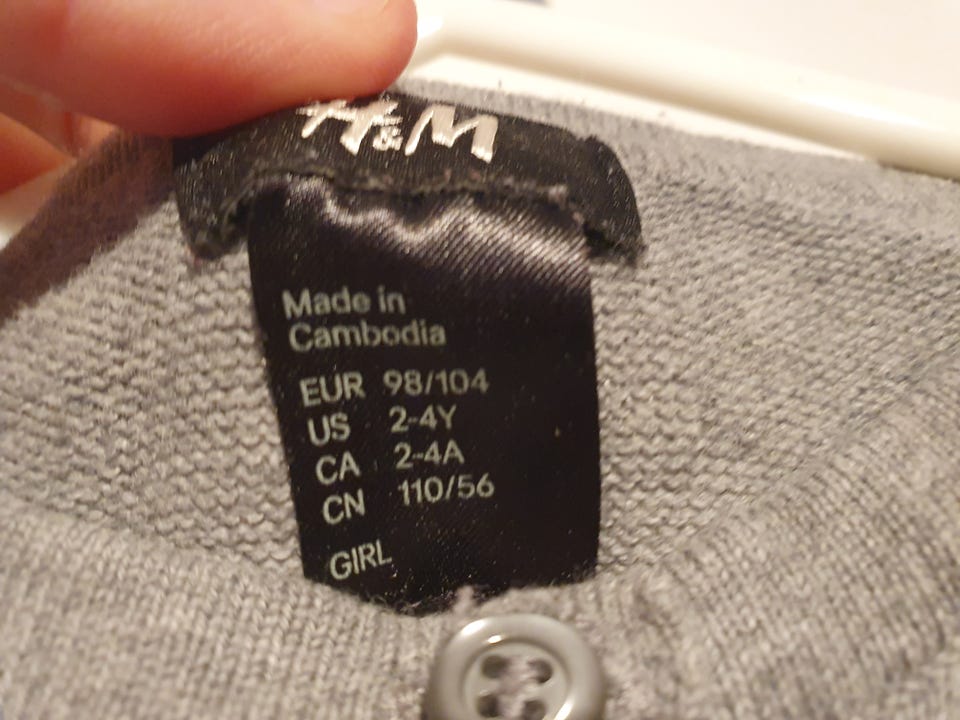 H&M
Made in
Cambodia
EUR 98/104
US 2-4Y
CA 2-4A
CN 110/56
GIRL